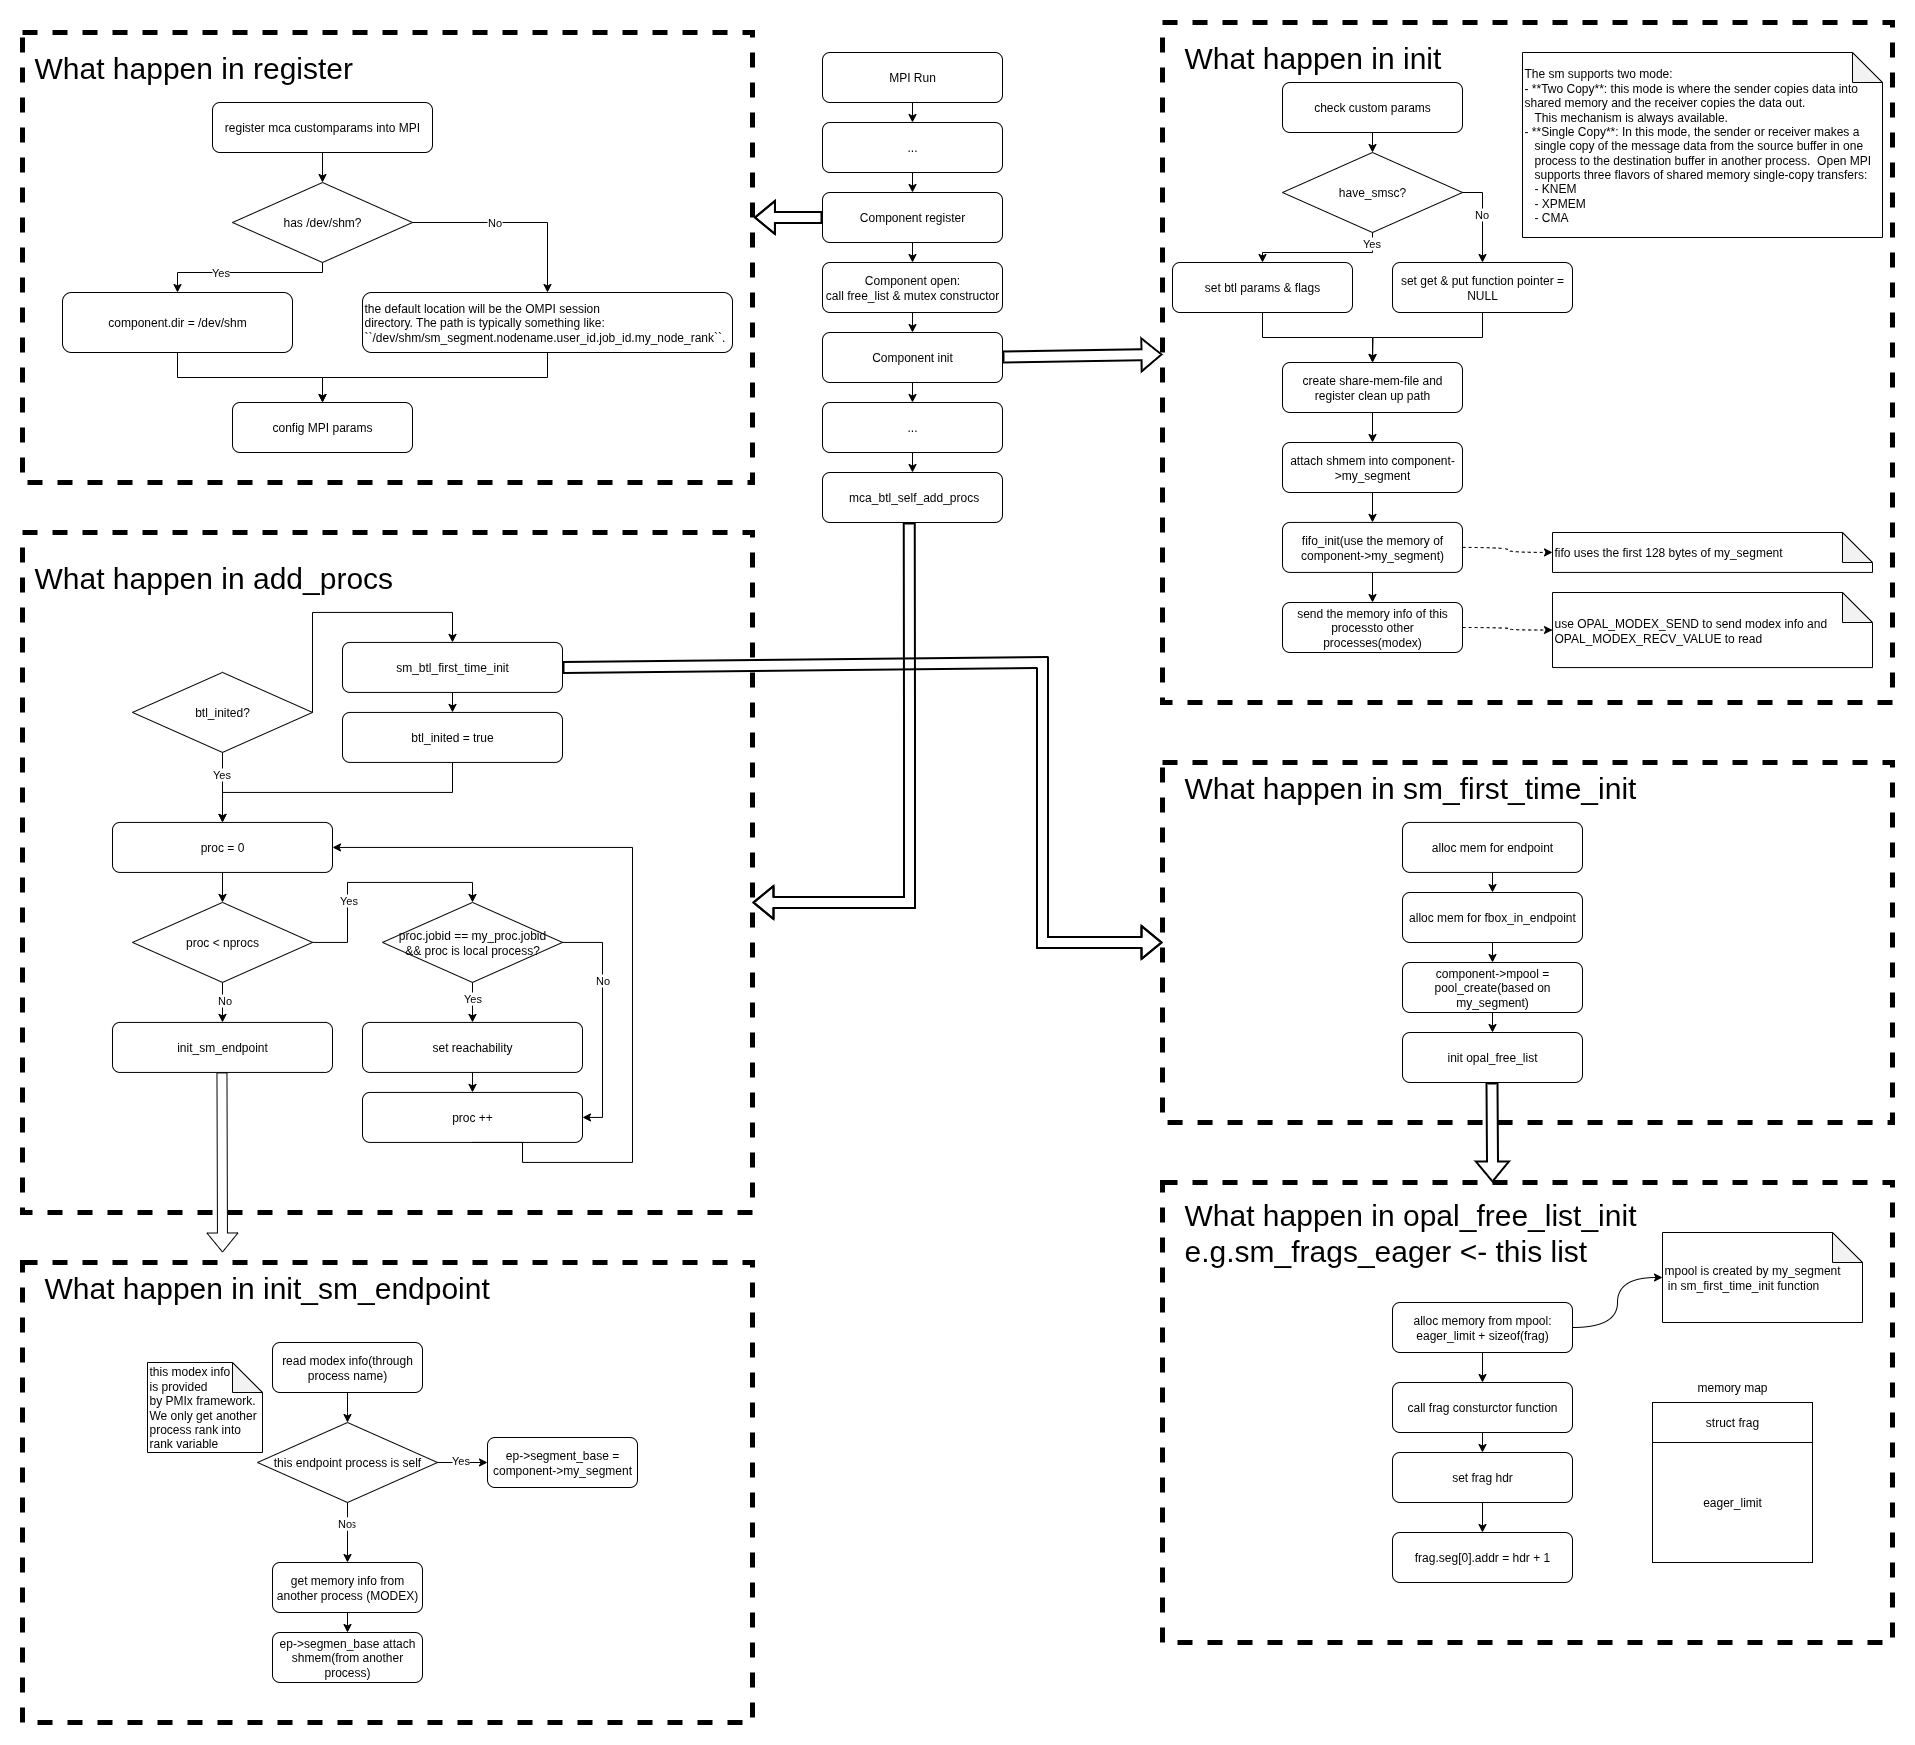 What happen in register
register mca customparams into MPI
has /dev/shm?
No
Yes
component.dir = /dev/shm
the default location will be the OMPI session
directory. The path is typically something like:
``/dev/shm/sm_segment.nodename.user_id.job_id.my_node_rank``.
config MPI params
MPI Run
...
Component register
Component open:
call free_list & mutex constructor
Component init
...
mca_btl_self_add_procs
What happen in init
check custom params
have_smsc?
No
Yes
set btl params & flags
set get & put function pointer =
NULL
create share-mem-file and
register clean up path
attach shmem into component-
>my_segment
fifo_init(use the memory of
component->my_segment)
send the memory info of this
processto other
processes(modex)
The sm supports two mode:
- **Two Copy**: this mode is where the sender copies data into
shared memory and the receiver copies the data out.
This mechanism is always available.
- **Single Copy**: In this mode, the sender or receiver makes a
single copy of the message data from the source buffer in one
process to the destination buffer in another process.  Open MPI
supports three flavors of shared memory single-copy transfers:
- KNEM
- XPMEM
- CMA
fifo uses the first 128 bytes of my_segment
use OPAL_MODEX_SEND to send modex info and
OPAL_MODEX_RECV_VALUE to read
What happen in add_procs
sm_btl_first_time_init
btl_inited?
btl_inited = true
Yes
proc = 0
Yes
proc < nprocs
proc.jobid == my_proc.jobid
&& proc is local process?
No
Yes
No
init_sm_endpoint
set reachability
proc ++
What happen in sm_first_time_init
alloc mem for endpoint
alloc mem for fbox_in_endpoint
component->mpool =
pool_create(based on
my_segment)
init opal_free_list
What happen in opal_free_list_init
e.g.sm_frags_eager <- this list
mpool is created by my_segment
in sm_first_time_init function
alloc memory from mpool:
eager_limit + sizeof(frag)
call frag consturctor function
set frag hdr
frag.seg[0].addr = hdr + 1
memory map
struct frag
eager_limit
What happen in init_sm_endpoint
read modex info(through
process name)
this modex info
is provided
by PMIx framework.
We only get another
process rank into
rank variable
this endpoint process is self
Yes
ep->segment_base =
component->my_segment
Nos
get memory info from
another process (MODEX)
ep->segmen_base attach
shmem(from another
process)